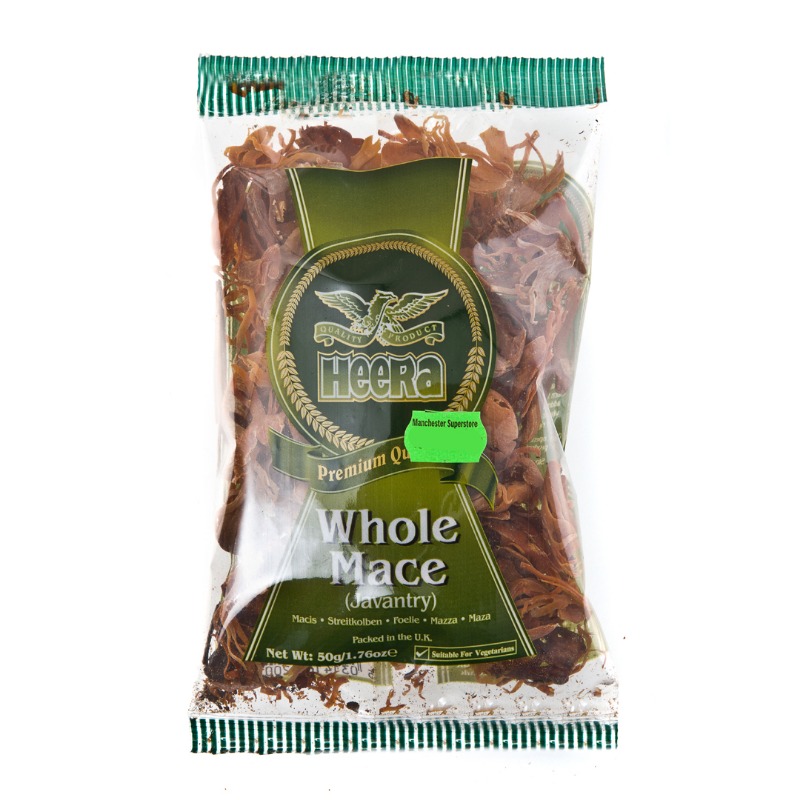 QUALITY PRODUCT
HEERA
Manchester Superstore
Premium Qu
Whole
Mace
(Javantry)
Macis • Streitkolben • Foelie • Mazza • Maza
Packed in the U.K.
Net Wt: 50g/1.76oz℮
Suitable For Vegetarians